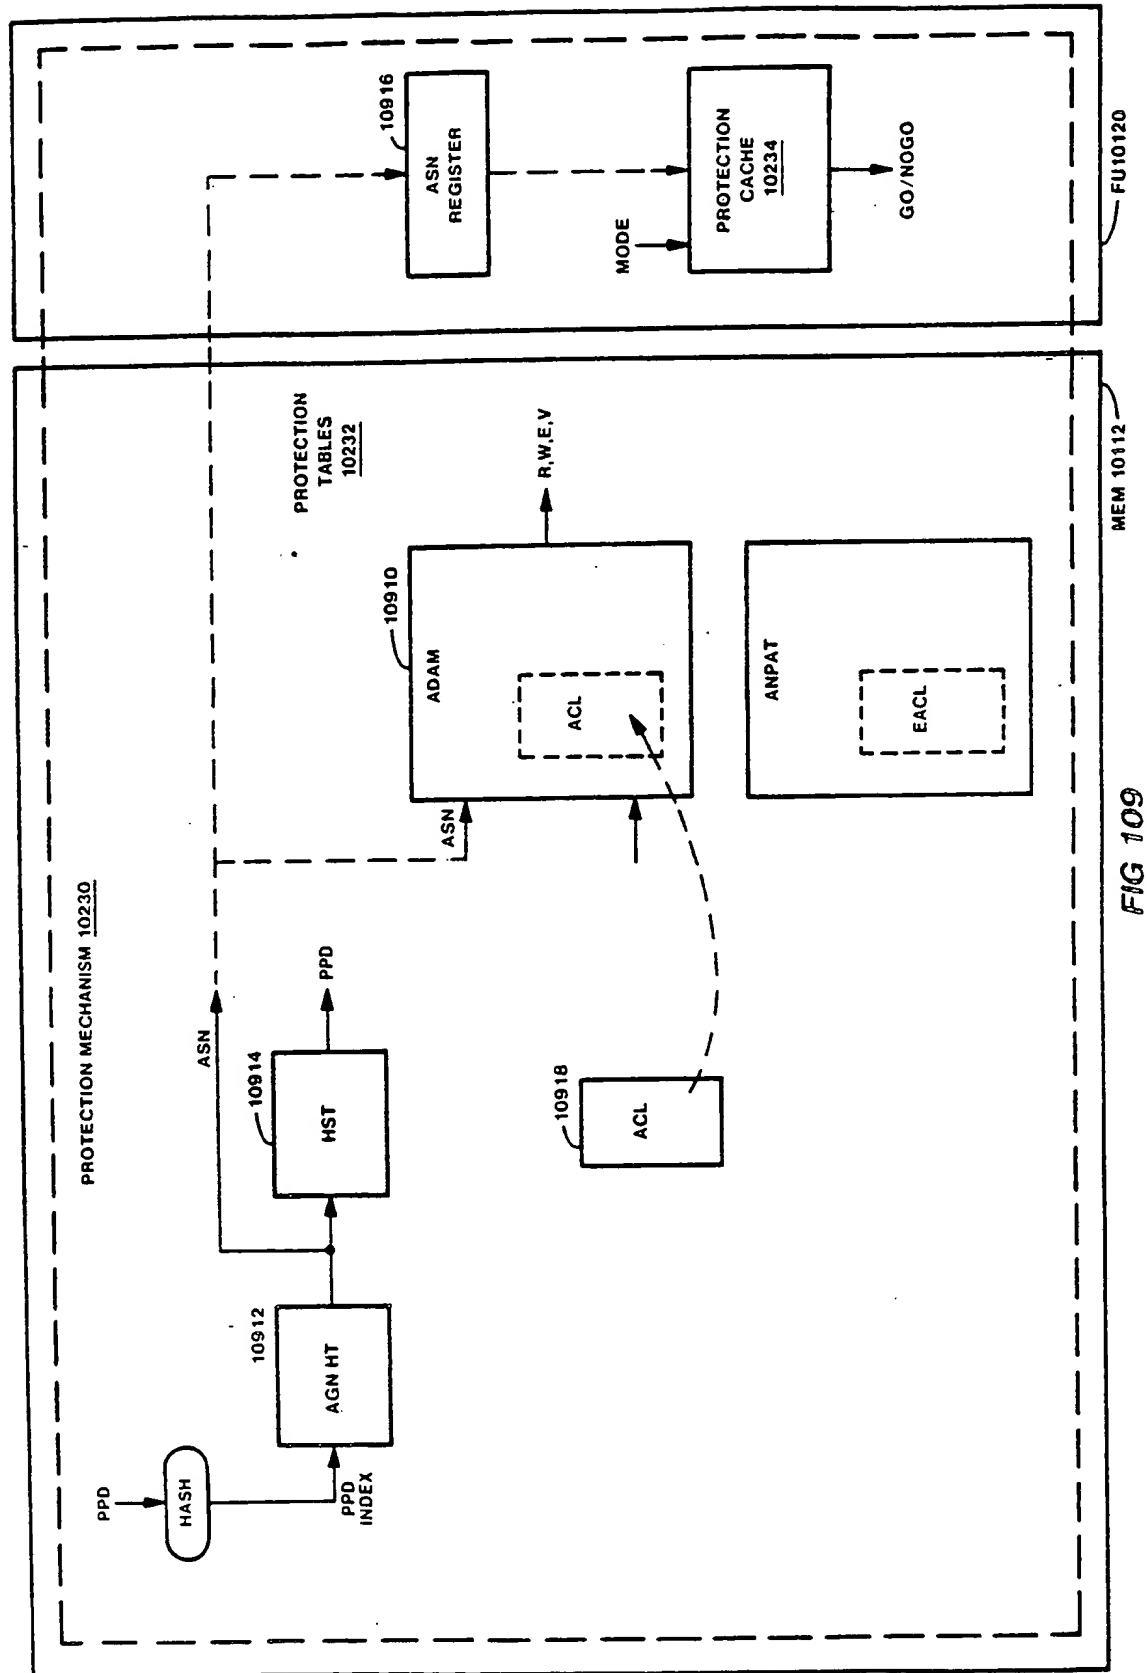 PPD
HASH
PPD
INDEX
10912
AGN HT
PROTECTION MECHANISM 10230
ASN
10914
HST
PPD
10918
ACL
PROTECTION
TABLES
10232
ASN
10910
ADAM
ACL
R,W,E,V
ANPAT
EACL
MEM 10112
10916
ASN
REGISTER
MODE
PROTECTION
CACHE
10234
GO/NOGO
FU10120
FIG 109